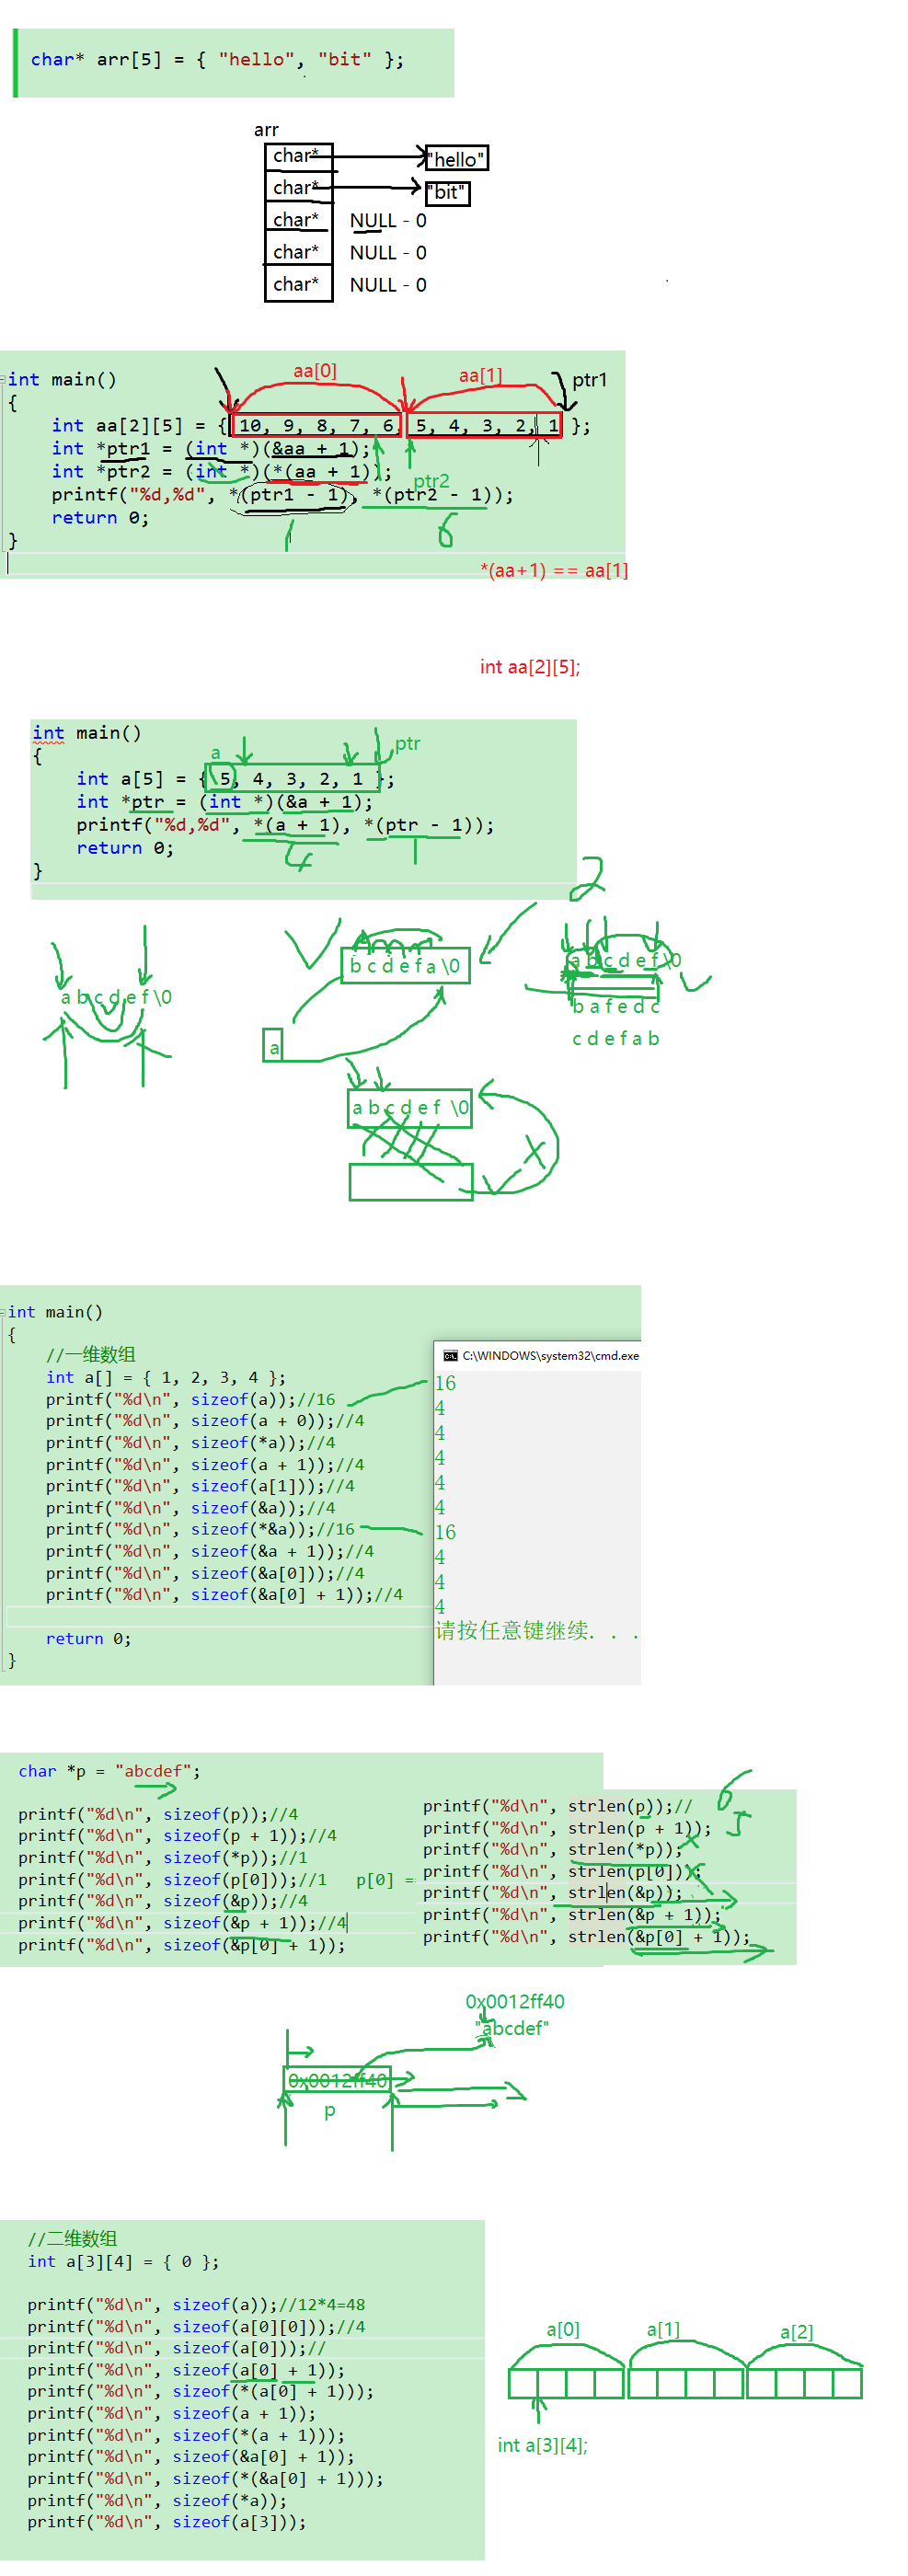 char* arr[5] = { "hello", "bit" };
arr
char* "hello"
char* "bit"
char* NULL - 0
char* NULL - 0
char* NULL - 0
aa[0] aa[1] ptr1
int main()
{
int aa[2][5] = { 10, 9, 8, 7, 6, 5, 4, 3, 2, 1 };
int *ptr1 = (int *)(&aa + 1);
int *ptr2 = (int *)(*(aa + 1));
ptr2
printf("%d,%d", *(ptr1 - 1), *(ptr2 - 1));
return 0;
1 6
}
*(aa+1) == aa[1]
int aa[2][5];
int main()
{
a ptr
int a[5] = { 5, 4, 3, 2, 1 };
int *ptr = (int *)(&a + 1);
printf("%d,%d", *(a + 1), *(ptr - 1));
return 0;
4 1
}
2
a b c d e f \0
b c d e f a \0
a b c d e f \0
b a f e d c
c d e f a b
a
a b c d e f \0
int main()
{
//一维数组
int a[] = { 1, 2, 3, 4 };
printf("%d\n", sizeof(a));//16
printf("%d\n", sizeof(a + 0));//4
printf("%d\n", sizeof(*a));//4
printf("%d\n", sizeof(a + 1));//4
printf("%d\n", sizeof(a[1]));//4
printf("%d\n", sizeof(&a));//4
printf("%d\n", sizeof(*&a));//16
printf("%d\n", sizeof(&a + 1));//4
printf("%d\n", sizeof(&a[0]));//4
printf("%d\n", sizeof(&a[0] + 1));//4
return 0;
}
C:\WINDOWS\system32\cmd.exe
16
4
4
4
4
4
16
4
4
4
请按任意键继续. . .
char *p = "abcdef";
printf("%d\n", sizeof(p));//4
printf("%d\n", sizeof(p + 1));//4
printf("%d\n", sizeof(*p));//1
printf("%d\n", sizeof(p[0]));//1 p[0] =
printf("%d\n", sizeof(&p));//4
printf("%d\n", sizeof(&p + 1));//4
printf("%d\n", sizeof(&p[0] + 1));
printf("%d\n", strlen(p));// 6
printf("%d\n", strlen(p + 1)); 5
printf("%d\n", strlen(*p));
printf("%d\n", strlen(p[0]));
printf("%d\n", strlen(&p));
printf("%d\n", strlen(&p + 1));
printf("%d\n", strlen(&p[0] + 1));
0x0012ff40
"abcdef"
0x0012ff40
p
//二维数组
int a[3][4] = { 0 };
printf("%d\n", sizeof(a));//12*4=48
printf("%d\n", sizeof(a[0][0]));//4
printf("%d\n", sizeof(a[0]));//
printf("%d\n", sizeof(a[0] + 1));
printf("%d\n", sizeof(*(a[0] + 1)));
printf("%d\n", sizeof(a + 1));
printf("%d\n", sizeof(*(a + 1)));
printf("%d\n", sizeof(&a[0] + 1));
printf("%d\n", sizeof(*(&a[0] + 1)));
printf("%d\n", sizeof(*a));
printf("%d\n", sizeof(a[3]));
a[0] a[1] a[2]
int a[3][4];